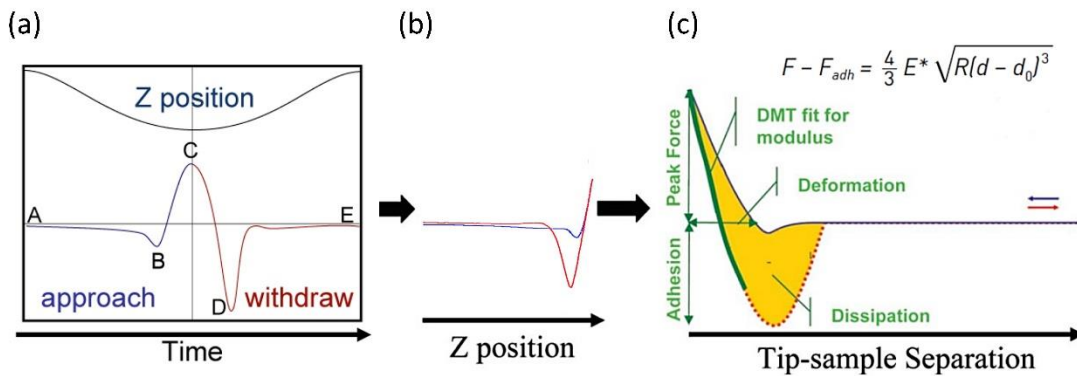 (a)
(b)
(c)
F – F_adh = 4/3 E* √R(d – d₀)³
Z position
C
A
E
B
D
approach
withdraw
Time
Z position
Peak Force
Adhesion
DMT fit for
modulus
Deformation
Dissipation
Tip-sample Separation